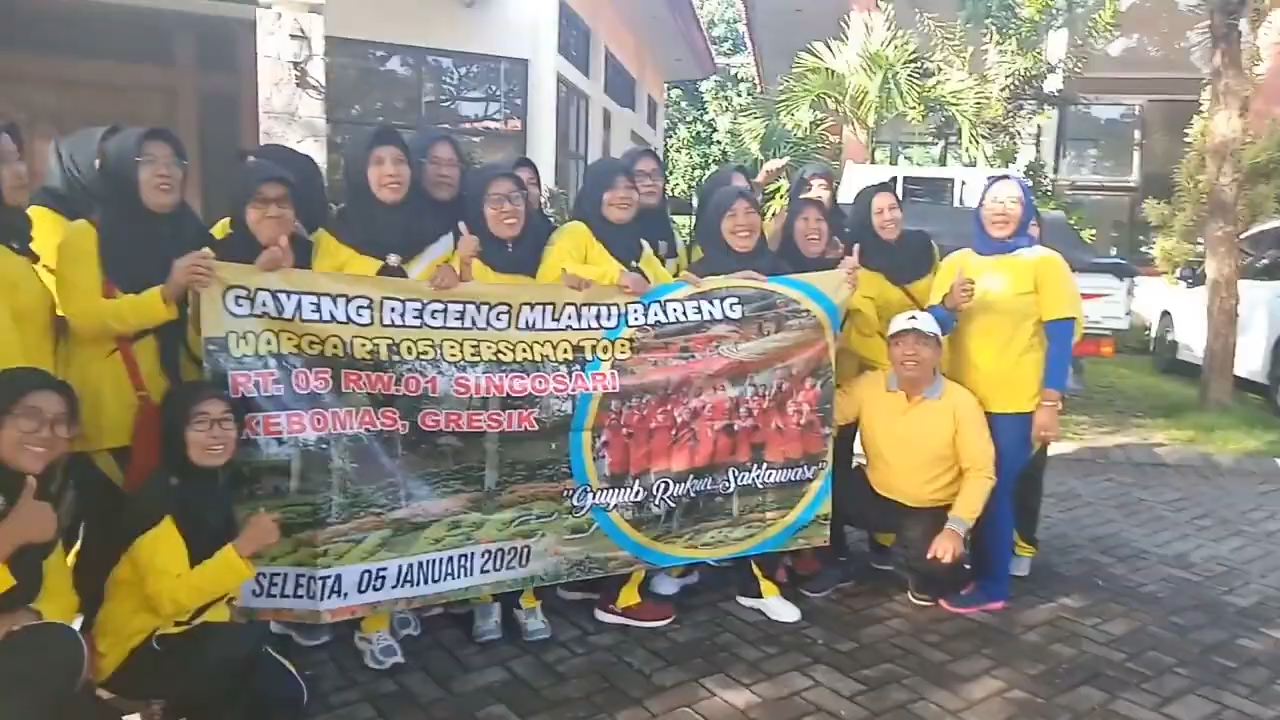 GAYENG REGENG MLAKU BARENG
WARGA RT.05 BERSAMA TOB
RT. 05 RW.01 SINGOSARI
KEBOMAS, GRESIK
"Guyub Rukun Saklawase"
SELECTA, 05 JANUARI 2020